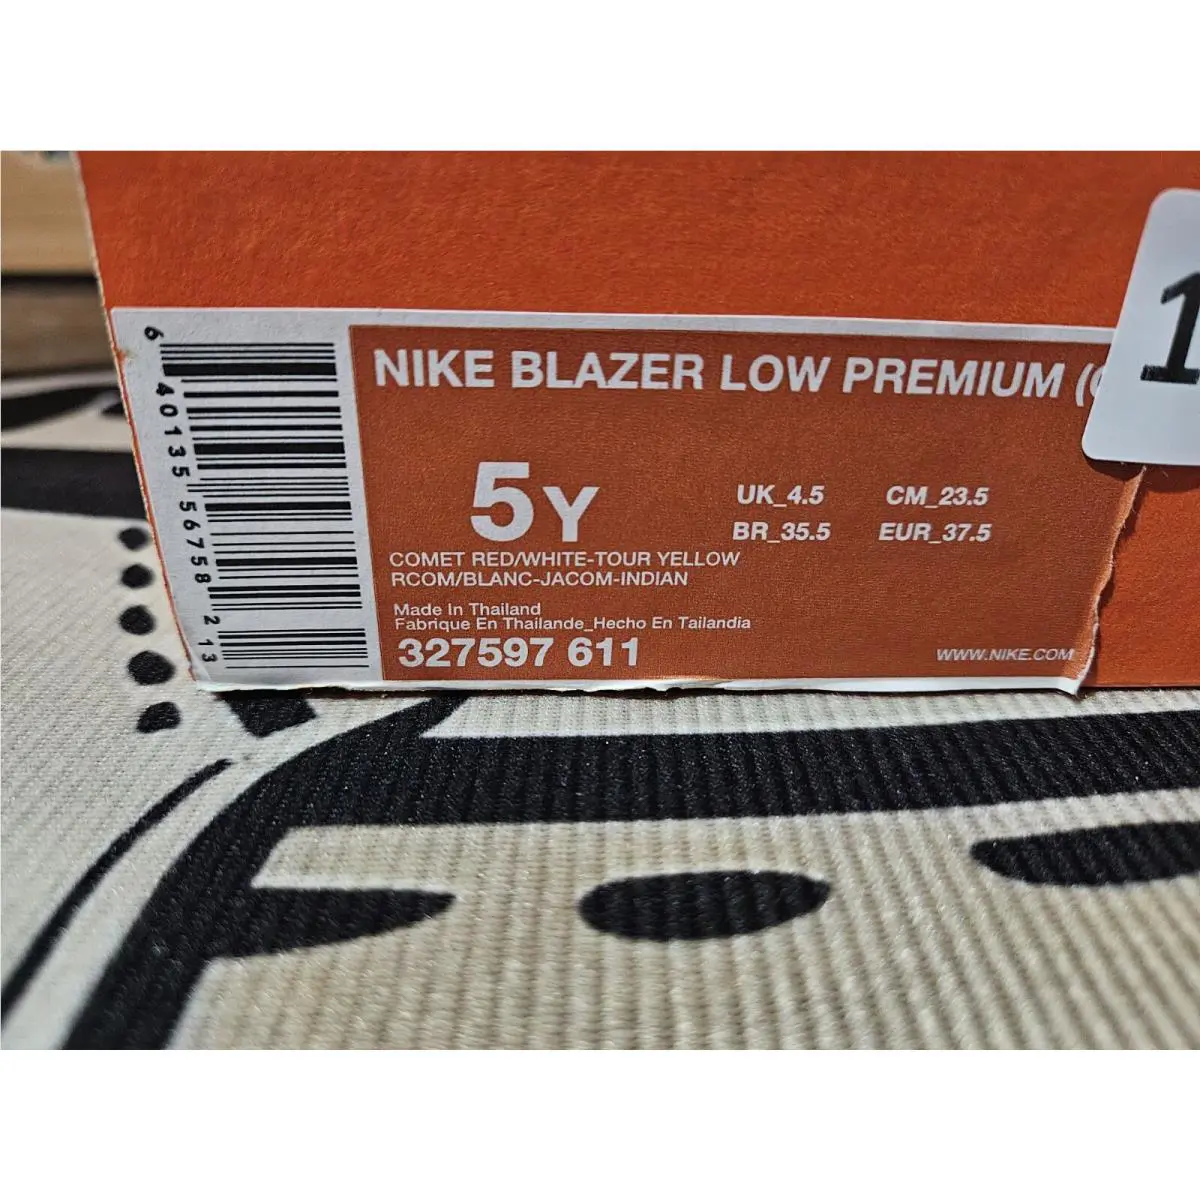 NIKE BLAZER LOW PREMIUM (
5Y
UK_4.5 CM_23.5
BR_35.5 EUR_37.5
COMET RED/WHITE-TOUR YELLOW
RCOM/BLANC-JACOM-INDIAN
Made In Thailand
Fabrique En Thailande_Hecho En Tailandia
327597 611
WWW.NIKE.COM
6 40135 56758 2 13
1